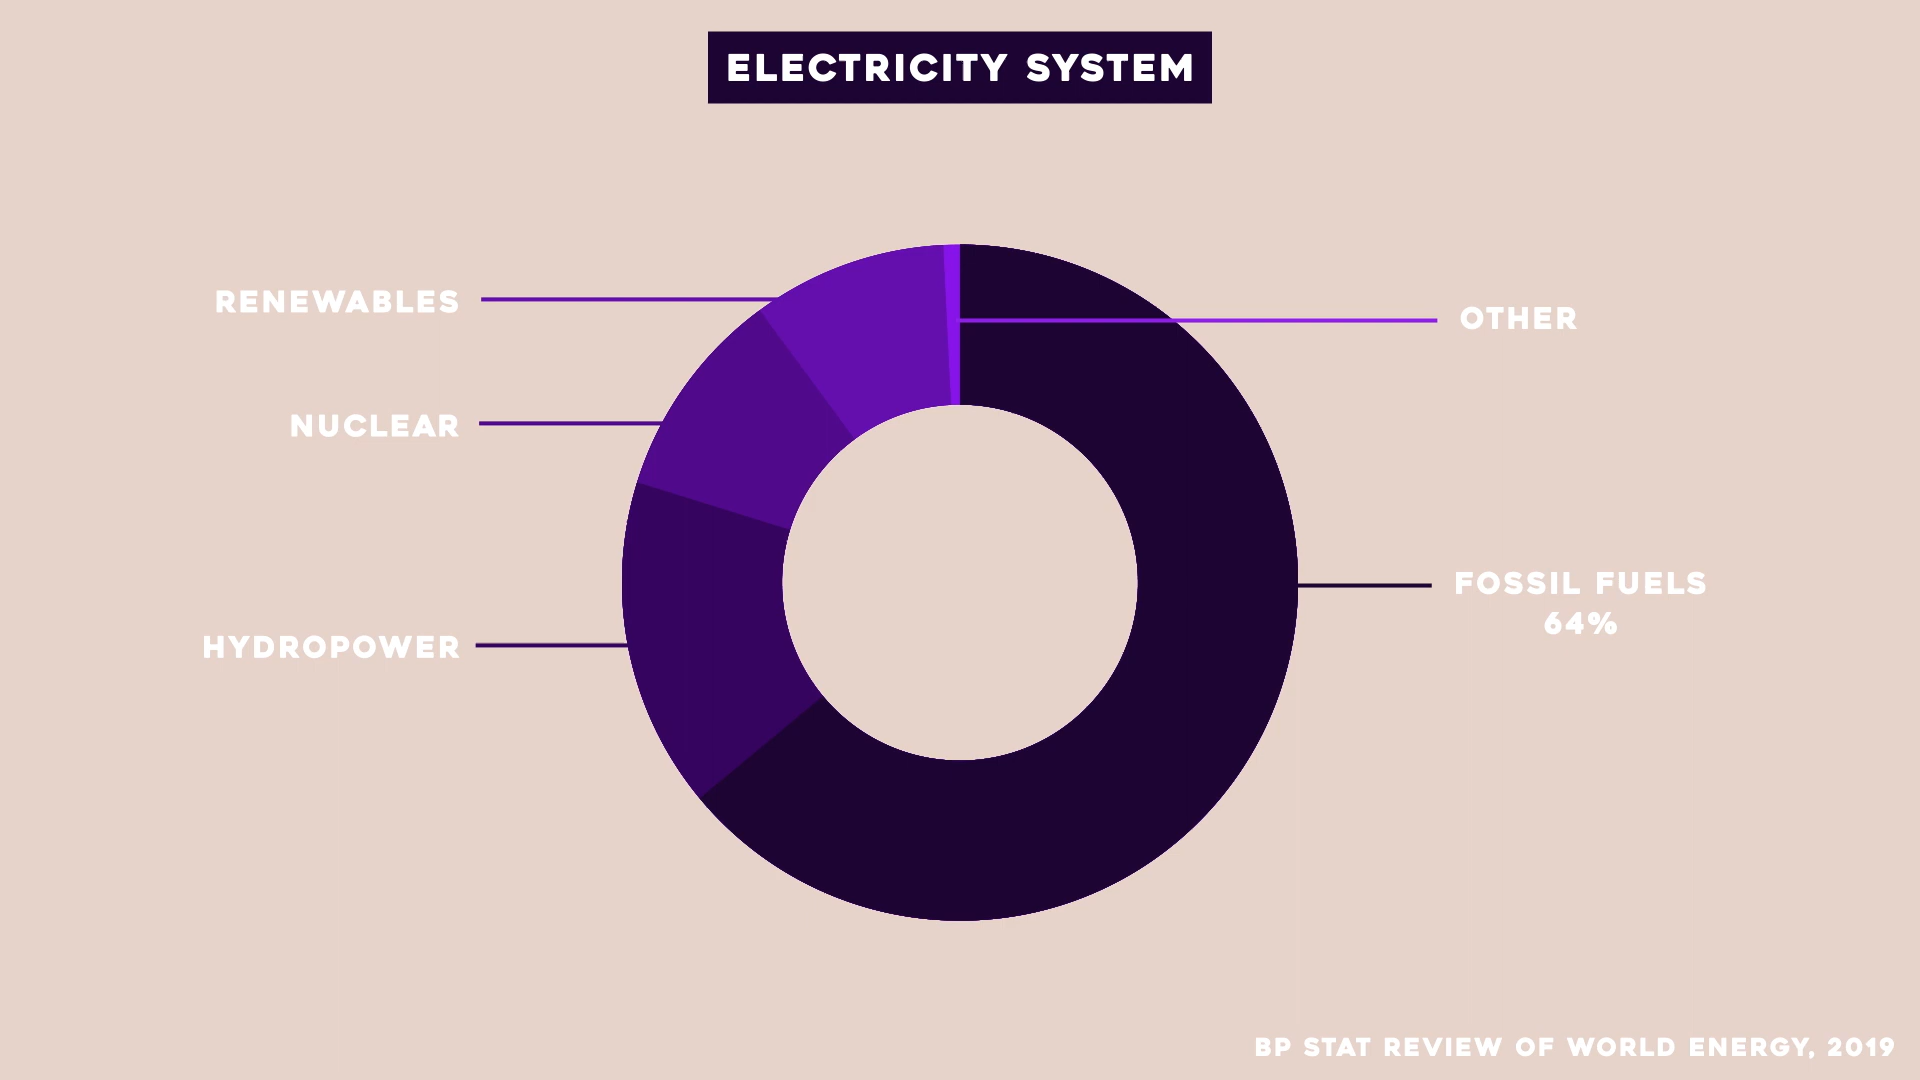 ELECTRICITY SYSTEM
RENEWABLES
OTHER
NUCLEAR
FOSSIL FUELS
64%
HYDROPOWER
BP STAT REVIEW OF WORLD ENERGY, 2019